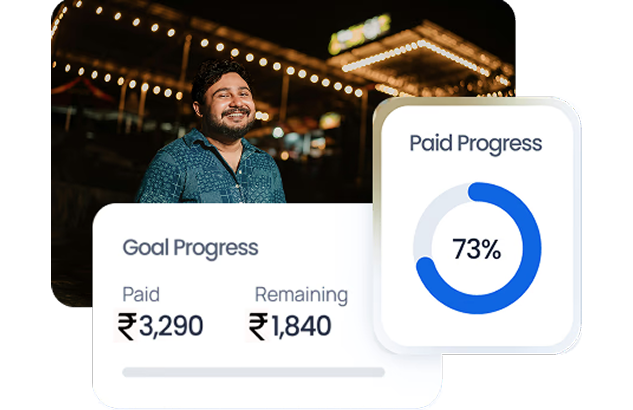 Paid Progress
73%
Goal Progress
Paid Remaining
₹3,290 ₹1,840